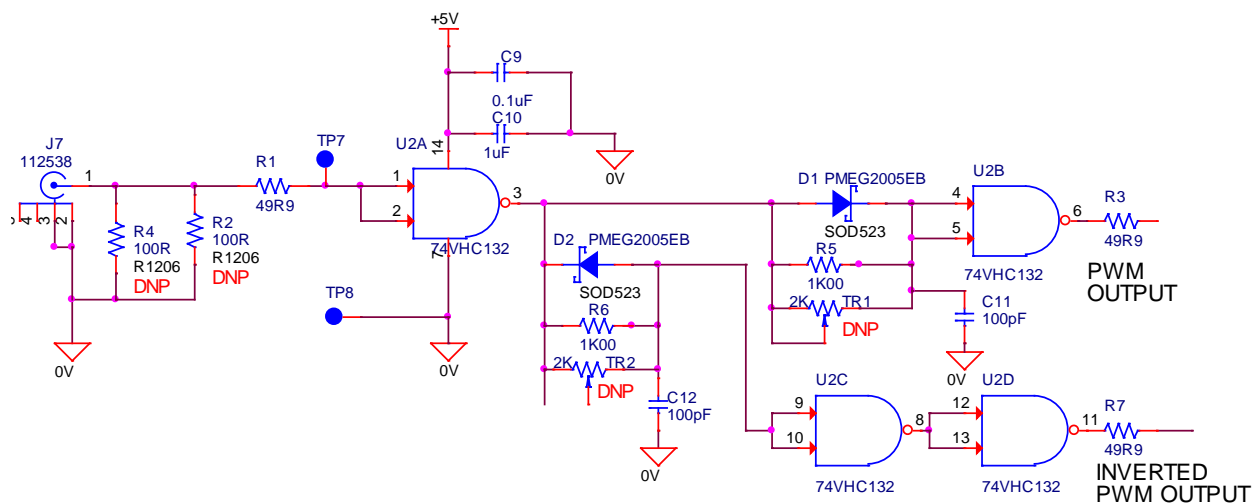 +5V
C9
0.1uF
C10
1uF
0V
J7
112538
1
4
3
2
R4
100R
R1206
DNP
R2
100R
R1206
DNP
0V
R1
49R9
TP7
TP8
U2A
14
1
2
3
7
74VHC132
0V
D2
PMEG2005EB
SOD523
R6
1K00
2K
TR2
DNP
C12
100pF
0V
D1
PMEG2005EB
SOD523
R5
1K00
2K
TR1
DNP
C11
100pF
0V
U2B
4
5
6
74VHC132
R3
49R9
PWM
OUTPUT
U2C
9
10
8
74VHC132
U2D
12
13
11
74VHC132
R7
49R9
INVERTED
PWM OUTPUT